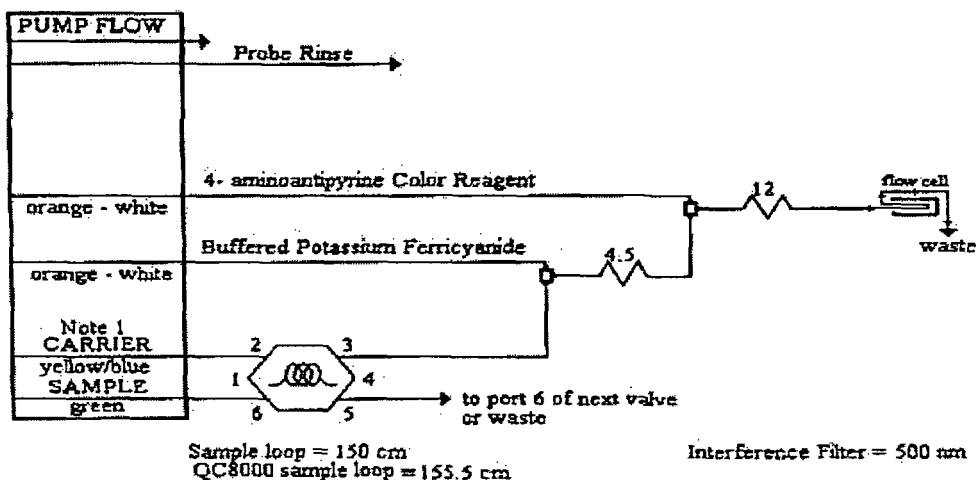 PUMP FLOW
Probe Rinse
4- aminoantipyrine Color Reagent
orange - white
12
flow cell
waste
Buffered Potassium Ferricyanide
orange - white
4.5
Note 1
CARRIER
yellow/blue
SAMPLE
green
2
3
1
4
6
5
to port 6 of next valve
or waste
Sample loop = 150 cm
QC8000 sample loop = 155.5 cm
Interference Filter = 500 nm